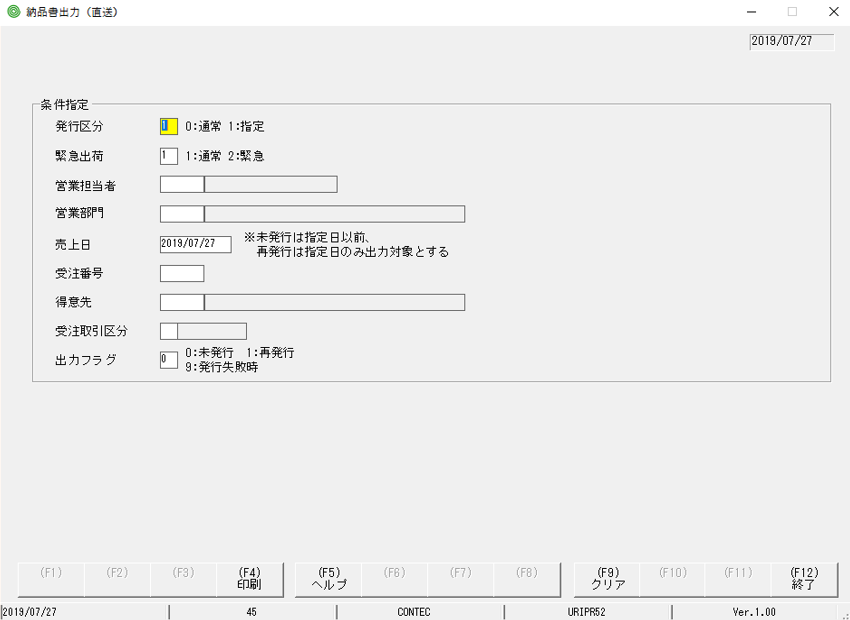 納品書出力（直送）
2019/07/27
条件指定
発行区分 1 0:通常 1:指定
緊急出荷 1 1:通常 2:緊急
営業担当者
営業部門
売上日 2019/07/27 ※未発行は指定日以前、
再発行は指定日のみ出力対象とする
受注番号
得意先
受注取引区分
出力フラグ 0 0:未発行 1:再発行
9:発行失敗時
(F1) (F2) (F3) (F4) (F5) (F6) (F7) (F8) (F9) (F10) (F11) (F12)
印刷 ヘルプ クリア 終了
2019/07/27 45 CONTEC URIPR52 Ver.1.00